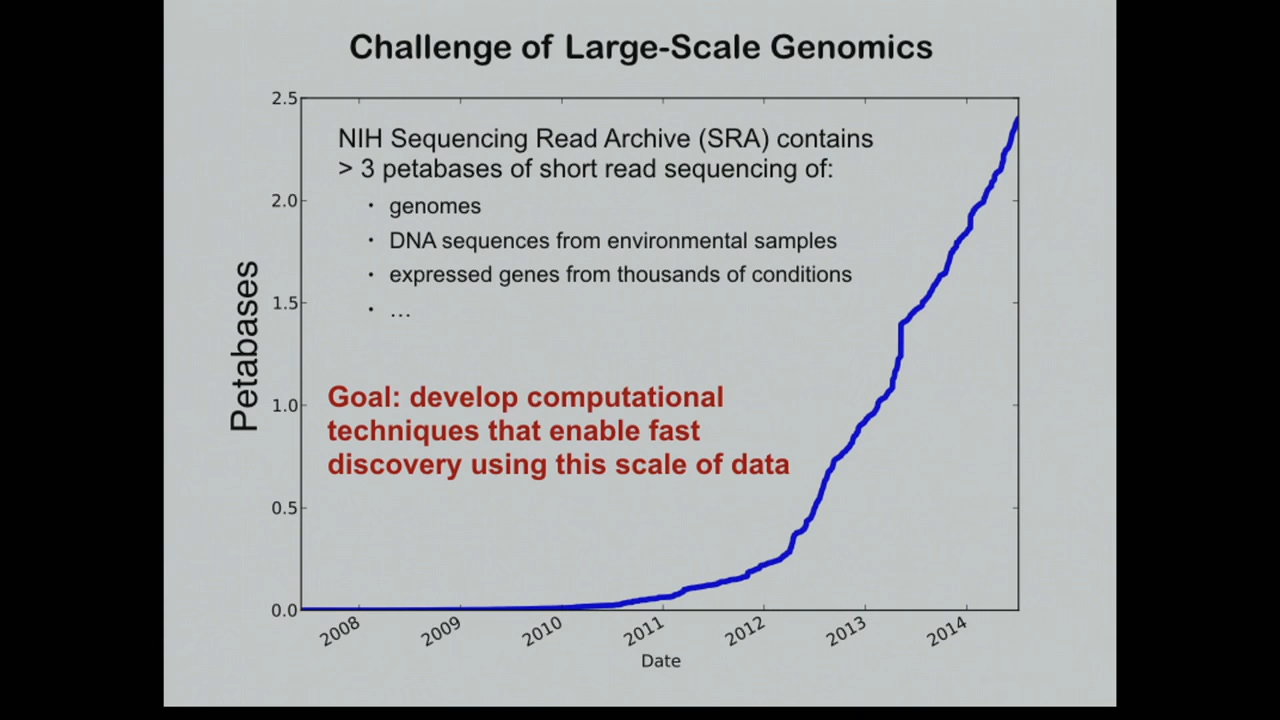 Challenge of Large-Scale Genomics
2.5
2.0
1.5
1.0
0.5
0.0
Petabases
NIH Sequencing Read Archive (SRA) contains
> 3 petabases of short read sequencing of:
· genomes
· DNA sequences from environmental samples
· expressed genes from thousands of conditions
· …
Goal: develop computational
techniques that enable fast
discovery using this scale of data
2008 2009 2010 2011 2012 2013 2014
Date